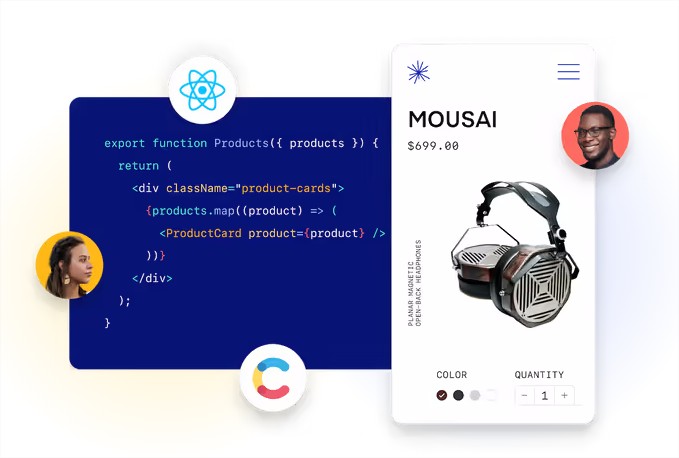 export function Products({ products }) {
return (
<div className="product-cards">
{products.map((product) => (
<ProductCard product={product} />
))}
</div>
);
}
MOUSAI
$699.00
PLANAR MAGNETIC
OPEN-BACK HEADPHONES
COLOR
QUANTITY
− 1 +